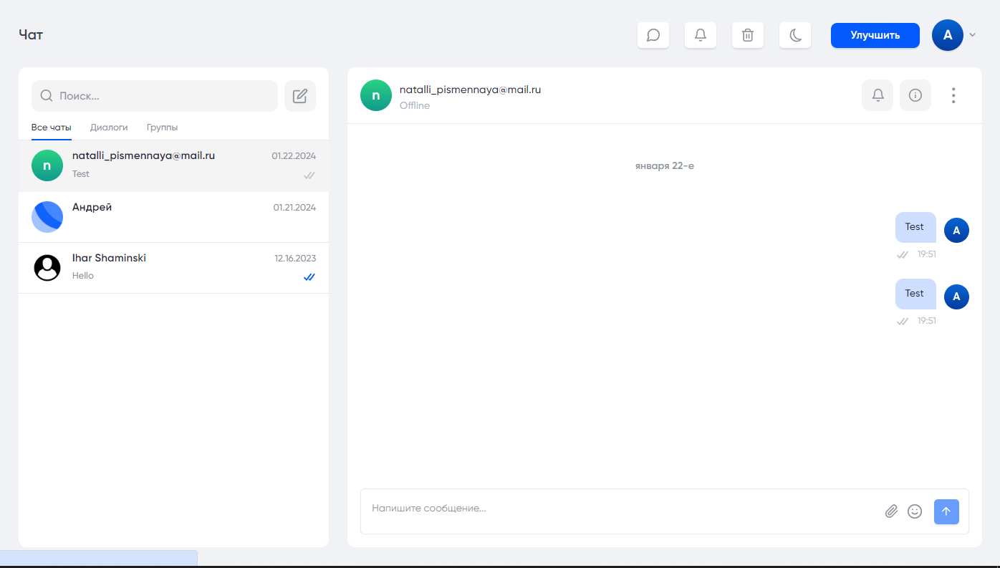 Чат
Улучшить
A
Поиск...
Все чаты Диалоги Группы
n
natalli_pismennaya@mail.ru 01.22.2024
Test
Андрей 01.21.2024
Ihar Shaminski 12.16.2023
Hello
n
natalli_pismennaya@mail.ru
Offline
января 22-е
Test
A
19:51
Test
A
19:51
Напишите сообщение...